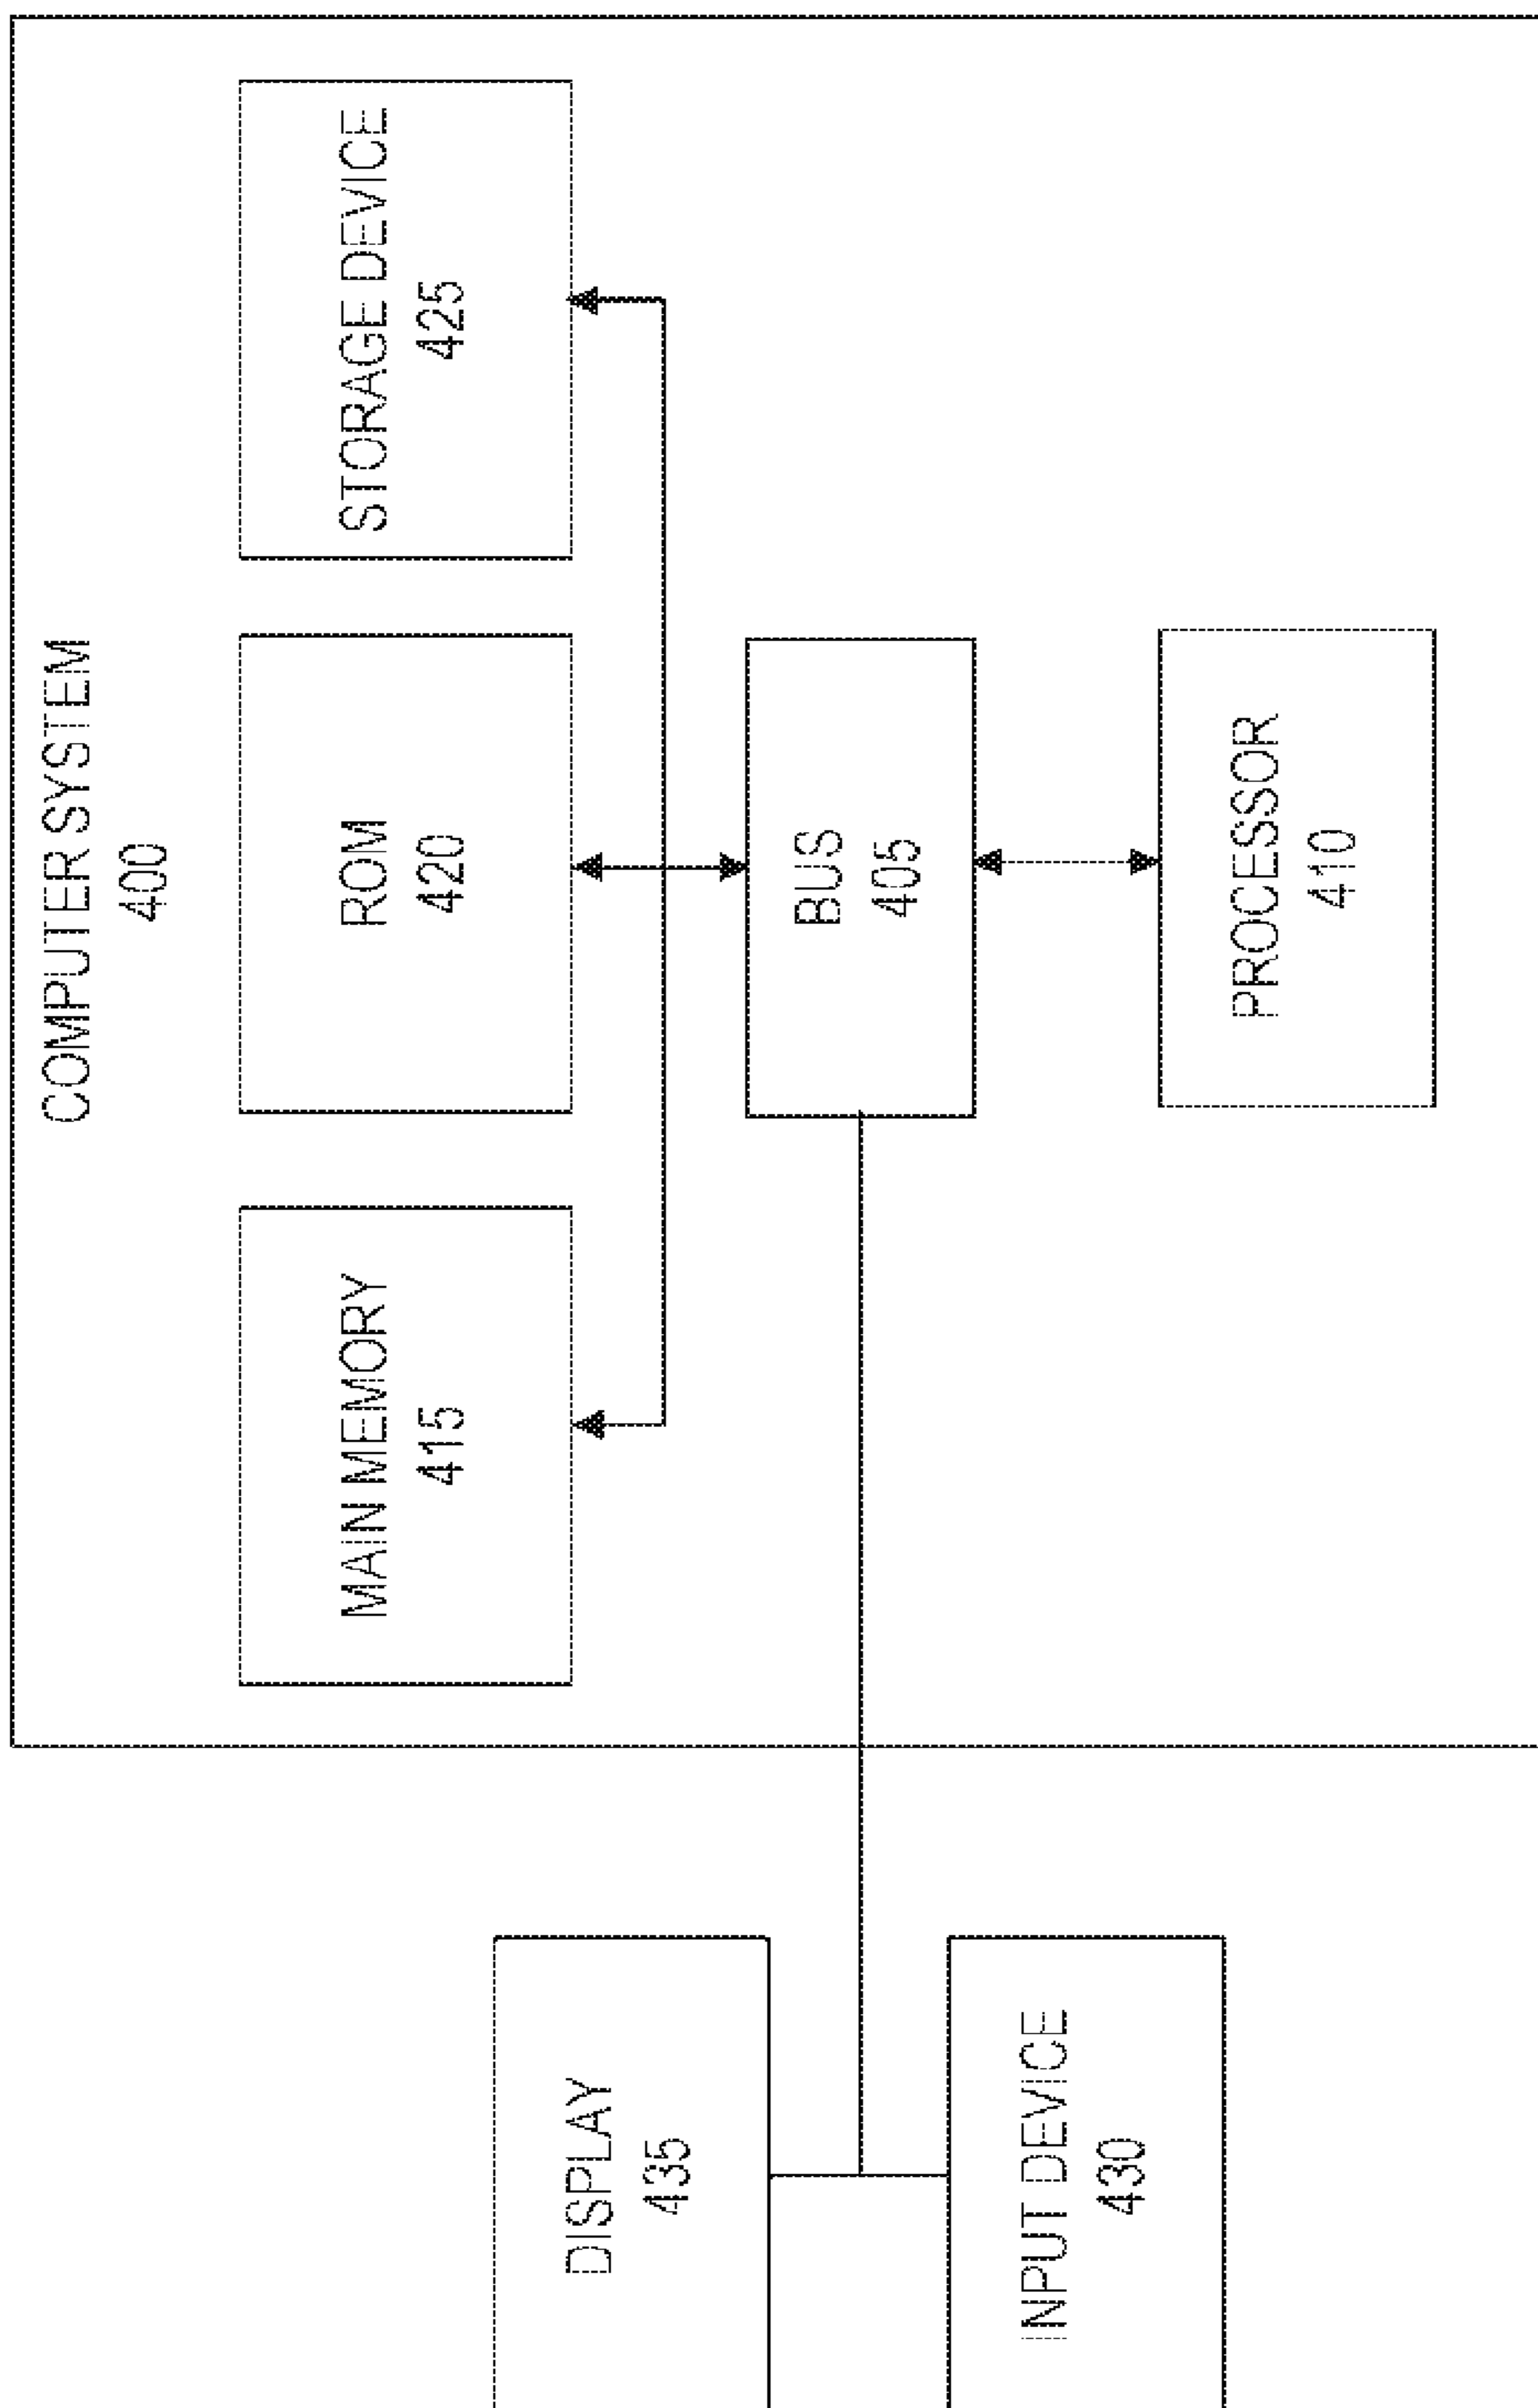 COMPUTER SYSTEM
400
MAIN MEMORY
415
ROM
420
STORAGE DEVICE
425
DISPLAY
435
BUS
405
INPUT DEVICE
430
PROCESSOR
410